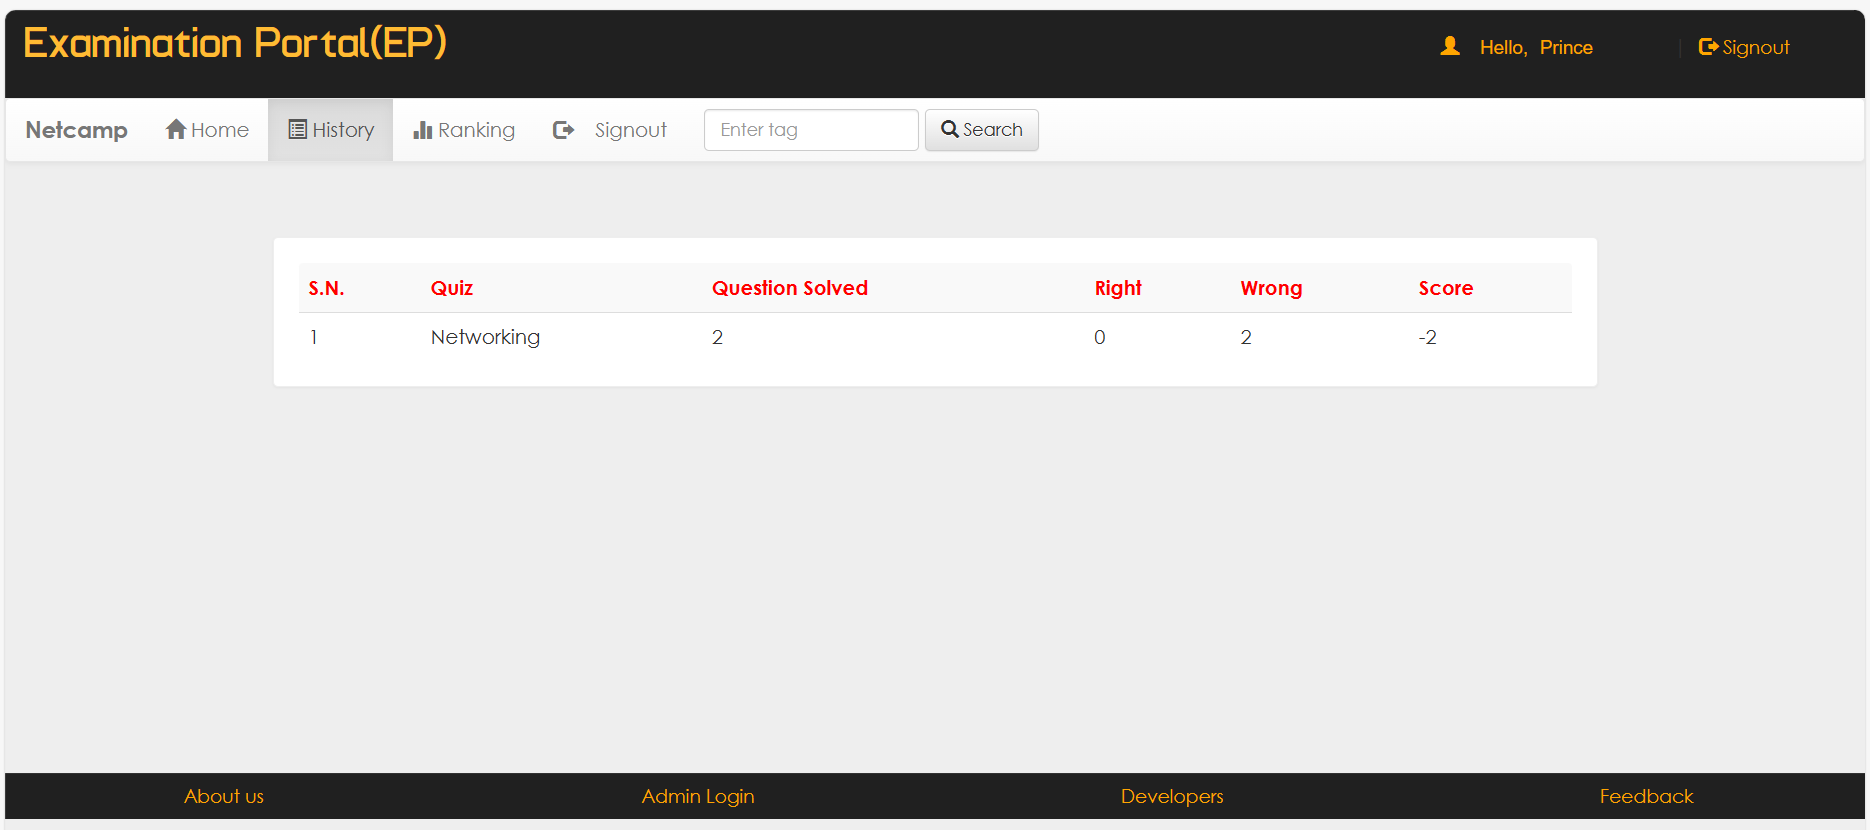 Examination Portal(EP)
Hello, Prince | Signout
Netcamp Home History Ranking Signout Enter tag Search
S.N. Quiz Question Solved Right Wrong Score
1 Networking 2 0 2 -2
About us Admin Login Developers Feedback